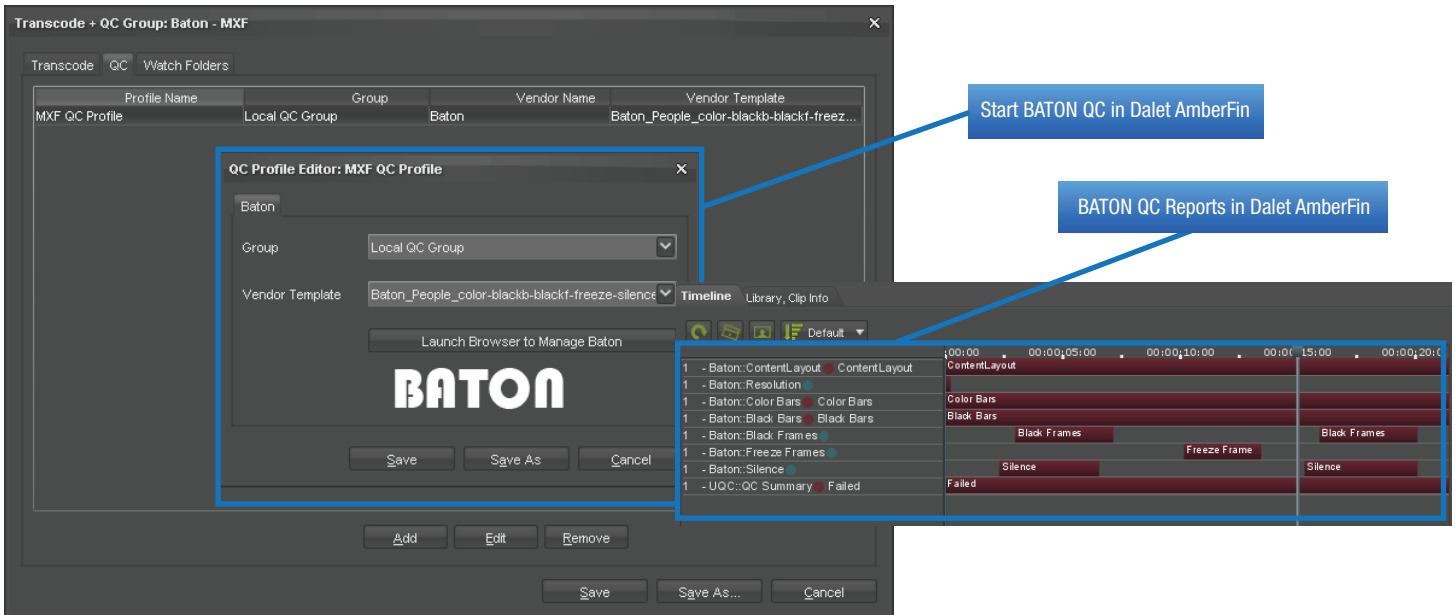 Transcode + QC Group: Baton - MXF
Transcode QC Watch Folders
Profile Name Group Vendor Name Vendor Template
MXF QC Profile Local QC Group Baton Baton_People_color-blackb-blackf-freez...
Start BATON QC in Dalet AmberFin
QC Profile Editor: MXF QC Profile
Baton
Group Local QC Group
Vendor Template Baton_People_color-blackb-blackf-freeze-silence
Launch Browser to Manage Baton
BATON
Save Save As Cancel
BATON QC Reports in Dalet AmberFin
Timeline Library, Clip Info
Default
00:00 00:00:05:00 00:00:10:00 00:0 15:00 00:00:20:0
1 - Baton::ContentLayout ContentLayout ContentLayout
1 - Baton::Resolution
1 - Baton::Color Bars Color Bars Color Bars
1 - Baton::Black Bars Black Bars Black Bars
1 - Baton::Black Frames Black Frames Black Frames
1 - Baton::Freeze Frames Freeze Frame
1 - Baton::Silence Silence Silence
1 - UQC::QC Summary Failed Failed
Add Edit Remove
Save Save As... Cancel